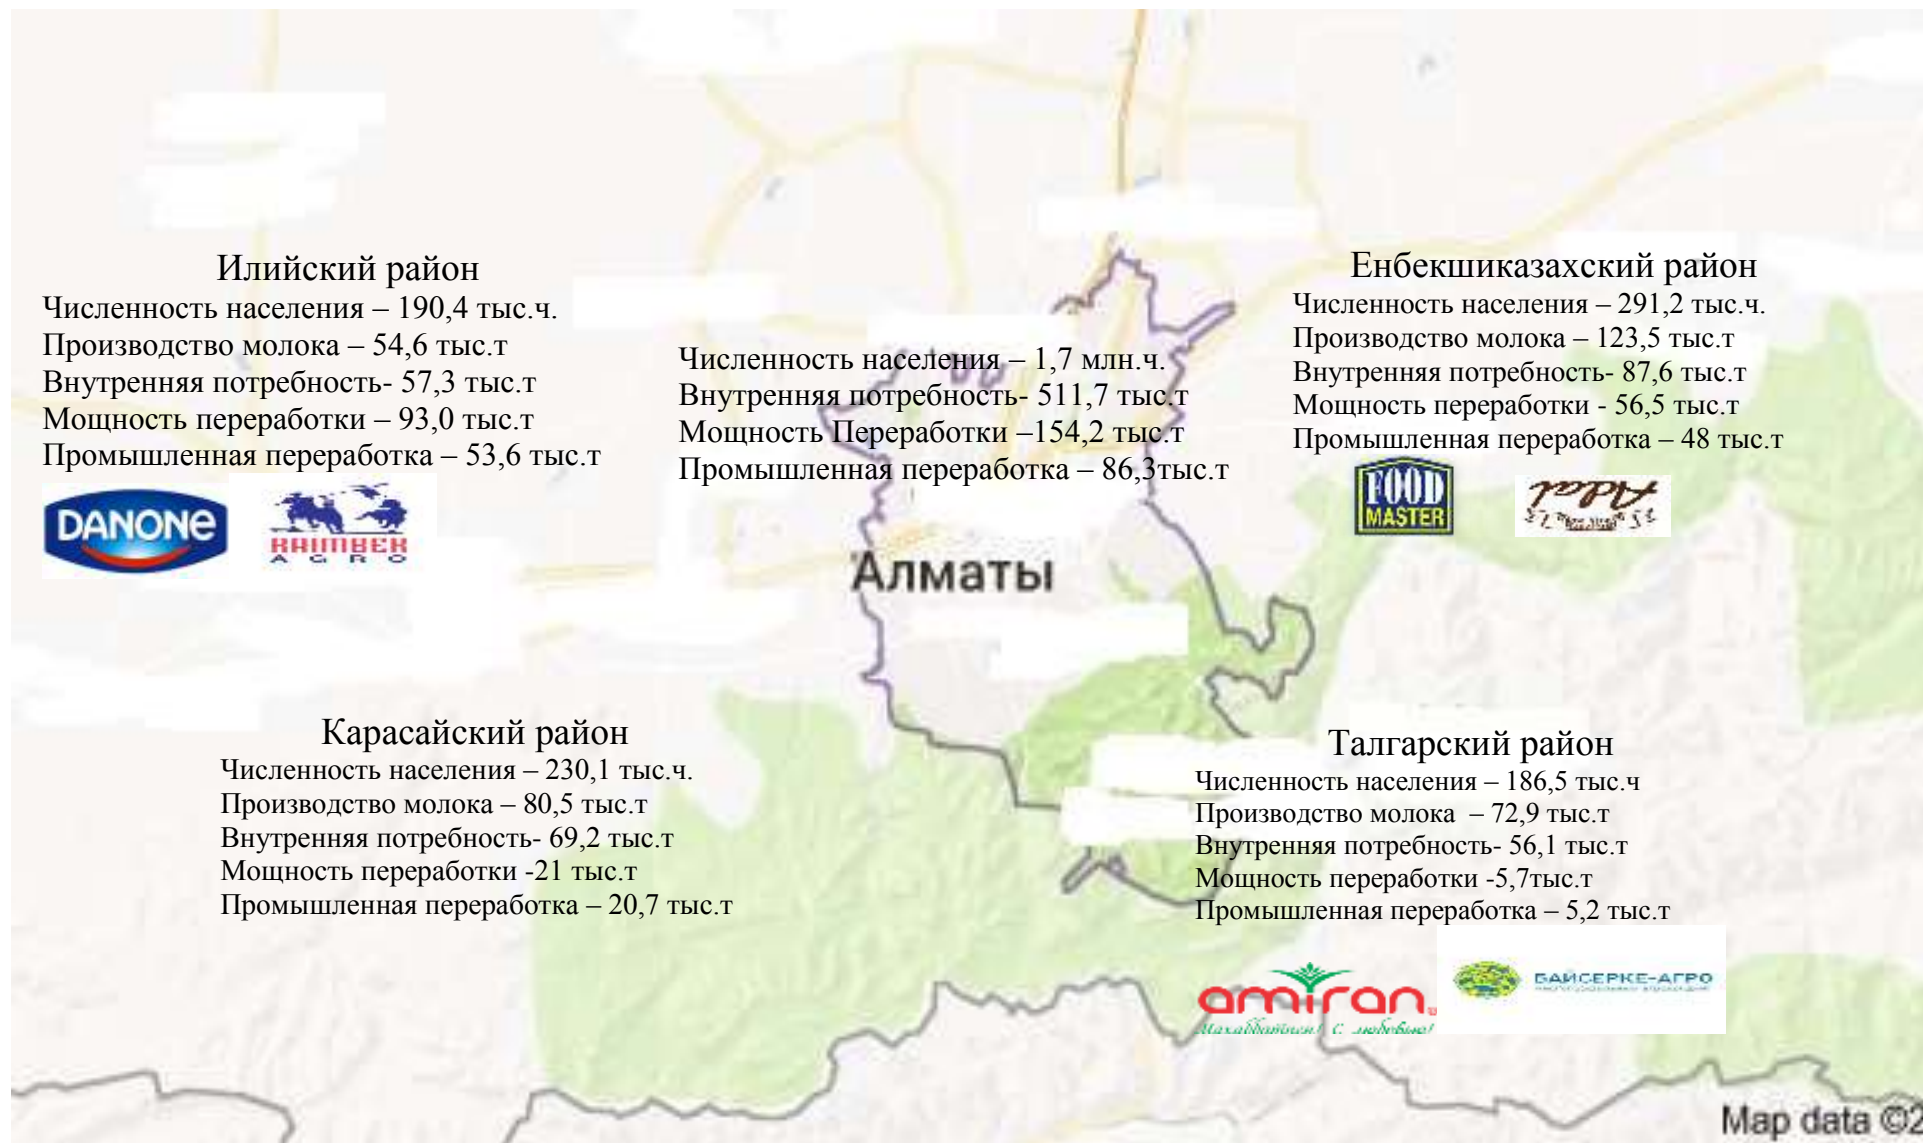 Илийский район
Численность населения – 190,4 тыс.ч.
Производство молока – 54,6 тыс.т
Внутренняя потребность- 57,3 тыс.т
Мощность переработки – 93,0 тыс.т
Промышленная переработка – 53,6 тыс.т
DANONE
RAIMBEK
AGRO
Численность населения – 1,7 млн.ч.
Внутренняя потребность- 511,7 тыс.т
Мощность Переработки –154,2 тыс.т
Промышленная переработка – 86,3тыс.т
Алматы
Енбекшиказахский район
Численность населения – 291,2 тыс.ч.
Производство молока – 123,5 тыс.т
Внутренняя потребность- 87,6 тыс.т
Мощность переработки - 56,5 тыс.т
Промышленная переработка – 48 тыс.т
FOOD
MASTER
Adal
Карасайский район
Численность населения – 230,1 тыс.ч.
Производство молока – 80,5 тыс.т
Внутренняя потребность- 69,2 тыс.т
Мощность переработки -21 тыс.т
Промышленная переработка – 20,7 тыс.т
Талгарский район
Численность населения – 186,5 тыс.ч
Производство молока – 72,9 тыс.т
Внутренняя потребность- 56,1 тыс.т
Мощность переработки -5,7тыс.т
Промышленная переработка – 5,2 тыс.т
amiran
Махаббатпен! С любовью!
БАЙСЕРКЕ-АГРО
Map data ©2